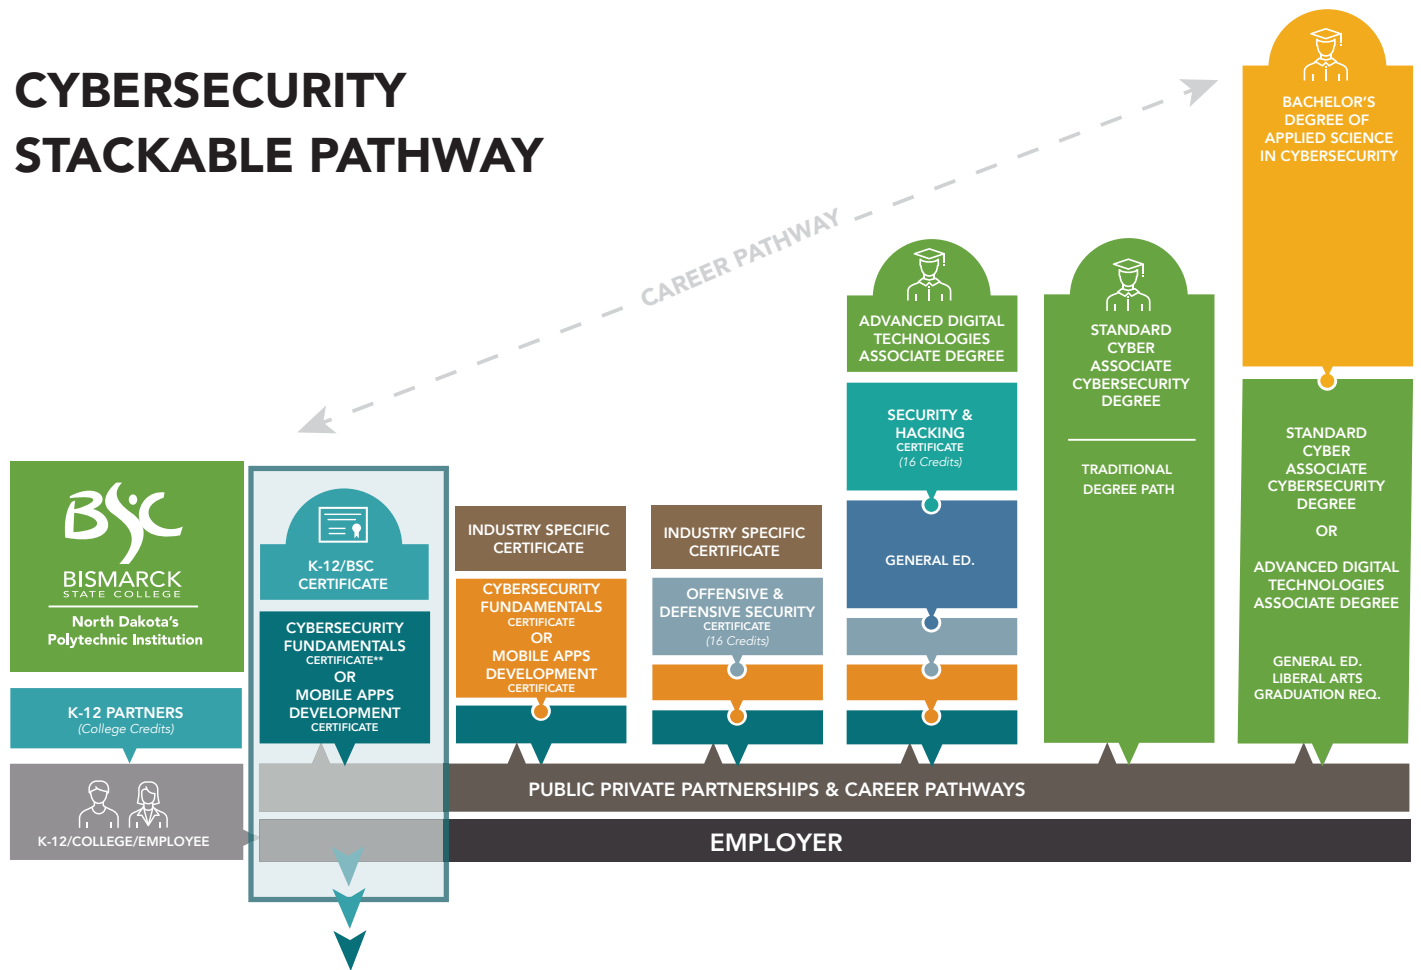 CYBERSECURITY
STACKABLE PATHWAY
CAREER PATHWAY
BSC
BISMARCK
STATE COLLEGE
North Dakota's
Polytechnic Institution
K-12 PARTNERS
(College Credits)
K-12/COLLEGE/EMPLOYEE
K-12/BSC
CERTIFICATE
CYBERSECURITY
FUNDAMENTALS
CERTIFICATE**
OR
MOBILE APPS
DEVELOPMENT
CERTIFICATE
INDUSTRY SPECIFIC
CERTIFICATE
CYBERSECURITY
FUNDAMENTALS
CERTIFICATE
OR
MOBILE APPS
DEVELOPMENT
CERTIFICATE
INDUSTRY SPECIFIC
CERTIFICATE
OFFENSIVE &
DEFENSIVE SECURITY
CERTIFICATE
(16 Credits)
ADVANCED DIGITAL
TECHNOLOGIES
ASSOCIATE DEGREE
SECURITY &
HACKING
CERTIFICATE
(16 Credits)
GENERAL ED.
STANDARD
CYBER
ASSOCIATE
CYBERSECURITY
DEGREE
TRADITIONAL
DEGREE PATH
BACHELOR'S
DEGREE OF
APPLIED SCIENCE
IN CYBERSECURITY
STANDARD
CYBER
ASSOCIATE
CYBERSECURITY
DEGREE
OR
ADVANCED DIGITAL
TECHNOLOGIES
ASSOCIATE DEGREE
GENERAL ED.
LIBERAL ARTS
GRADUATION REQ.
PUBLIC PRIVATE PARTNERSHIPS & CAREER PATHWAYS
EMPLOYER